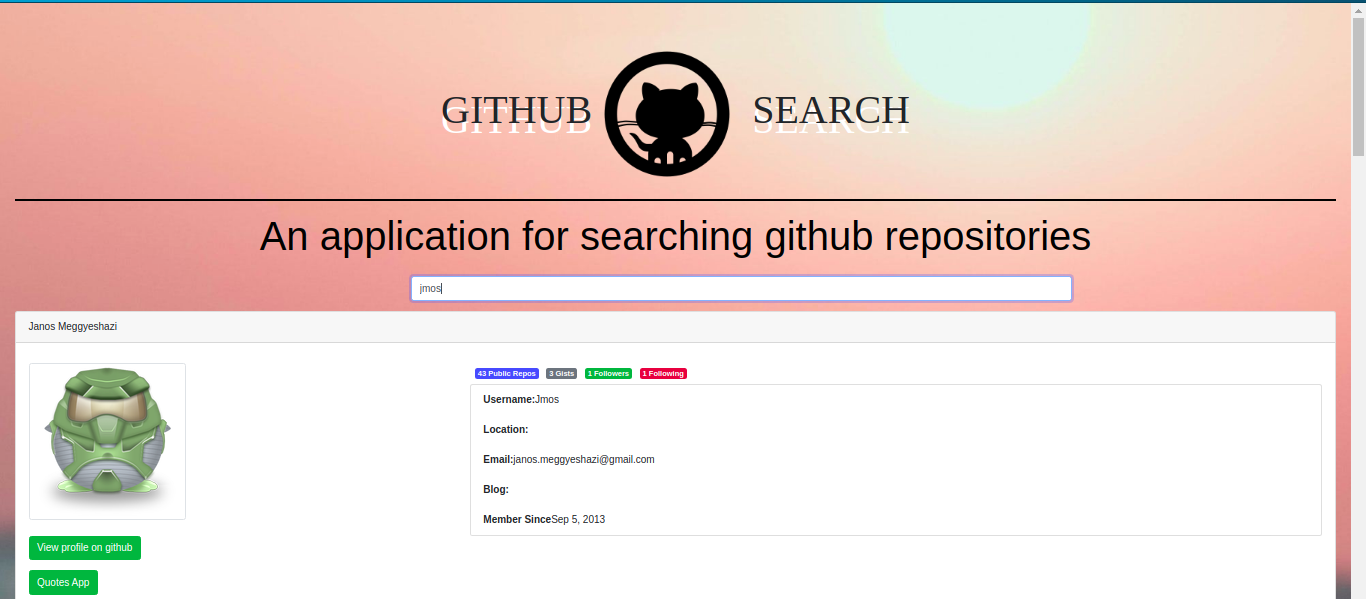 GITHUB SEARCH
An application for searching github repositories
jmos
Janos Meggyeshazi
43 Public Repos 3 Gists 1 Followers 1 Following
Username:Jmos
Location:
Email:janos.meggyeshazi@gmail.com
Blog:
Member SinceSep 5, 2013
View profile on github
Quotes App